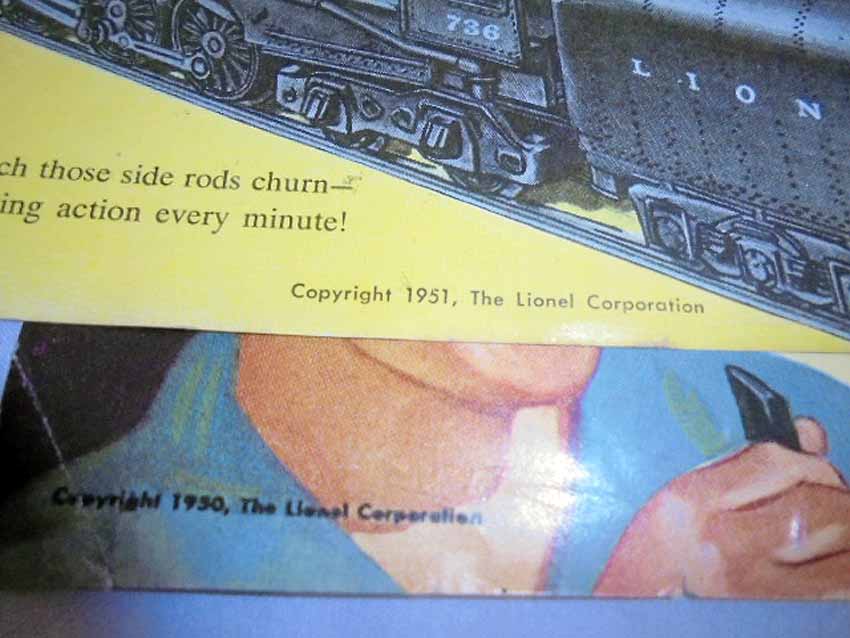 736
L I O N
ch those side rods churn—
ing action every minute!
Copyright 1951, The Lionel Corporation
Copyright 1950, The Lionel Corporation